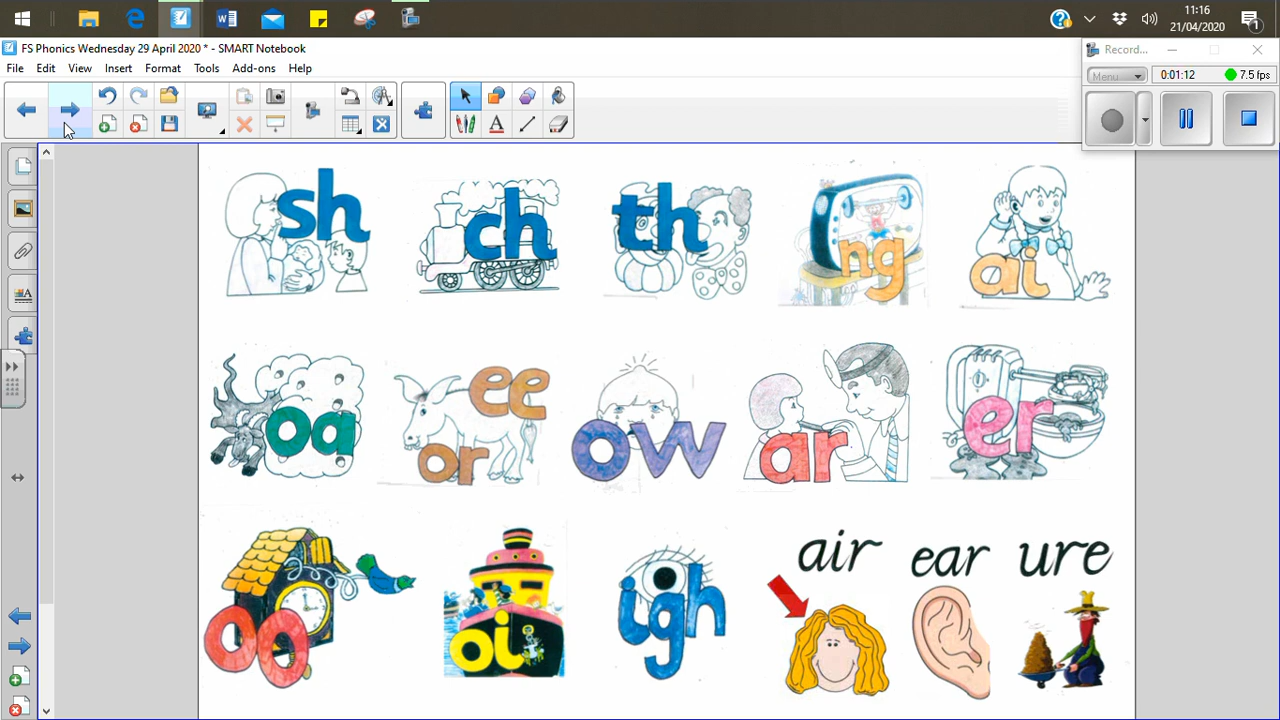 11:16
21/04/2020
1
FS Phonics Wednesday 29 April 2020 * - SMART Notebook
File Edit View Insert Format Tools Add-ons Help
Record...
Menu 0:01:12 7.5 fps
sh ch th ng ai
oa ee or ow ar er
oo oi igh air ear ure